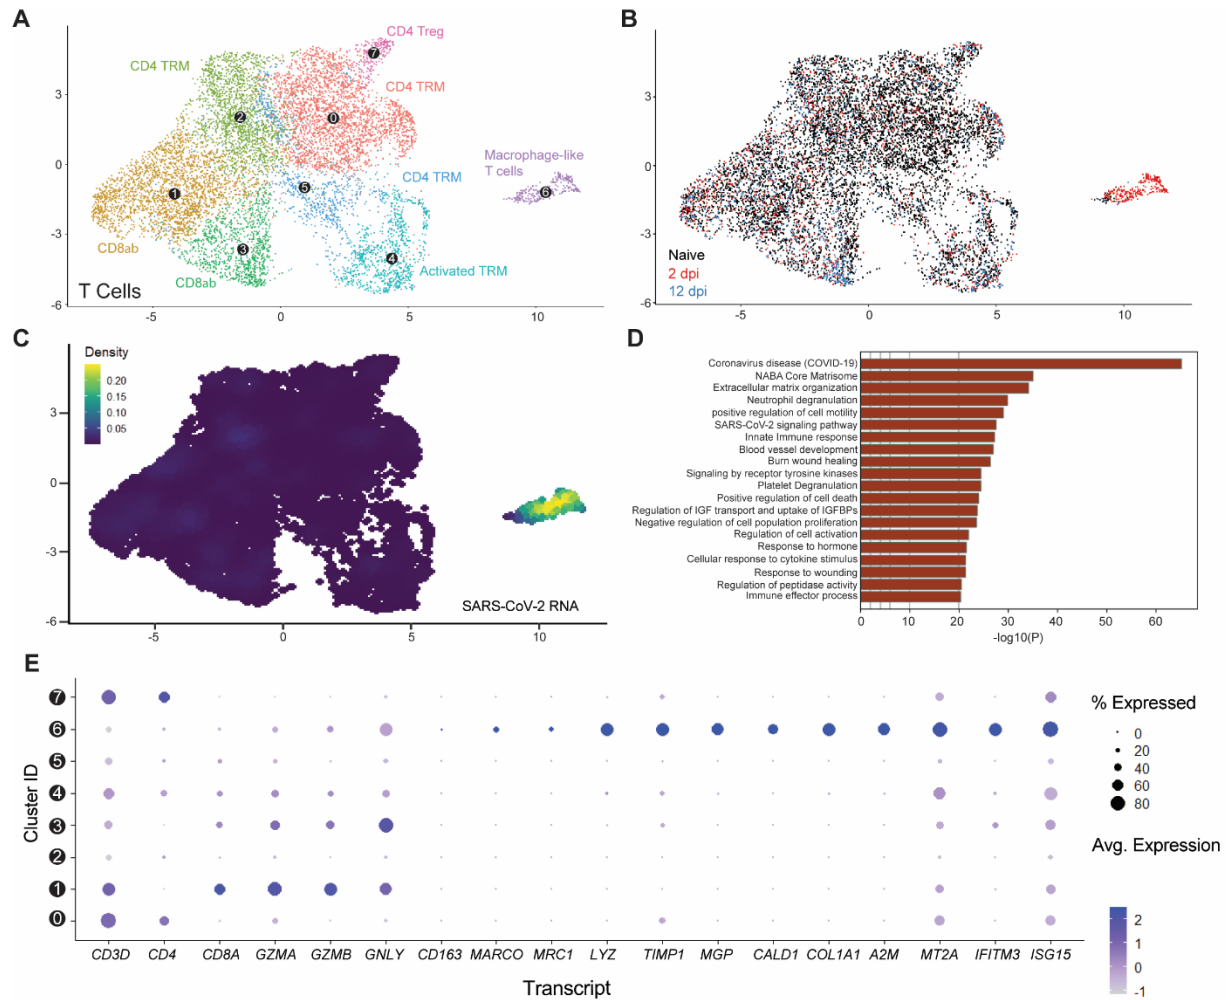 A
CD4 Treg
7
CD4 TRM
CD4 TRM
3
2
0
Macrophage-like
T cells
0
CD4 TRM
5
6
1
-3
CD8ab
3
4
CD8ab
Activated TRM
T Cells
-6
-5
0
5
10
B
3
0
-3
Naive
2 dpi
12 dpi
-6
-5
0
5
10
C
Density
0.20
0.15
0.10
0.05
3
0
-3
SARS-CoV-2 RNA
-6
-5
0
5
10
D
Coronavirus disease (COVID-19)
NABA Core Matrisome
Extracellular matrix organization
Neutrophil degranulation
positive regulation of cell motility
SARS-CoV-2 signaling pathway
Innate Immune response
Blood vessel development
Burn wound healing
Signaling by receptor tyrosine kinases
Platelet Degranulation
Positive regulation of cell death
Regulation of IGF transport and uptake of IGFBPs
Negative regulation of cell population proliferation
Regulation of cell activation
Response to hormone
Cellular response to cytokine stimulus
Response to wounding
Regulation of peptidase activity
Immune effector process
0 10 20 30 40 50 60
-log10(P)
E
Cluster ID
7
6
5
4
3
2
1
0
CD3D CD4 CD8A GZMA GZMB GNLY CD163 MARCO MRC1 LYZ TIMP1 MGP CALD1 COL1A1 A2M MT2A IFITM3 ISG15
Transcript
% Expressed
0
20
40
60
80
Avg. Expression
2
1
0
-1